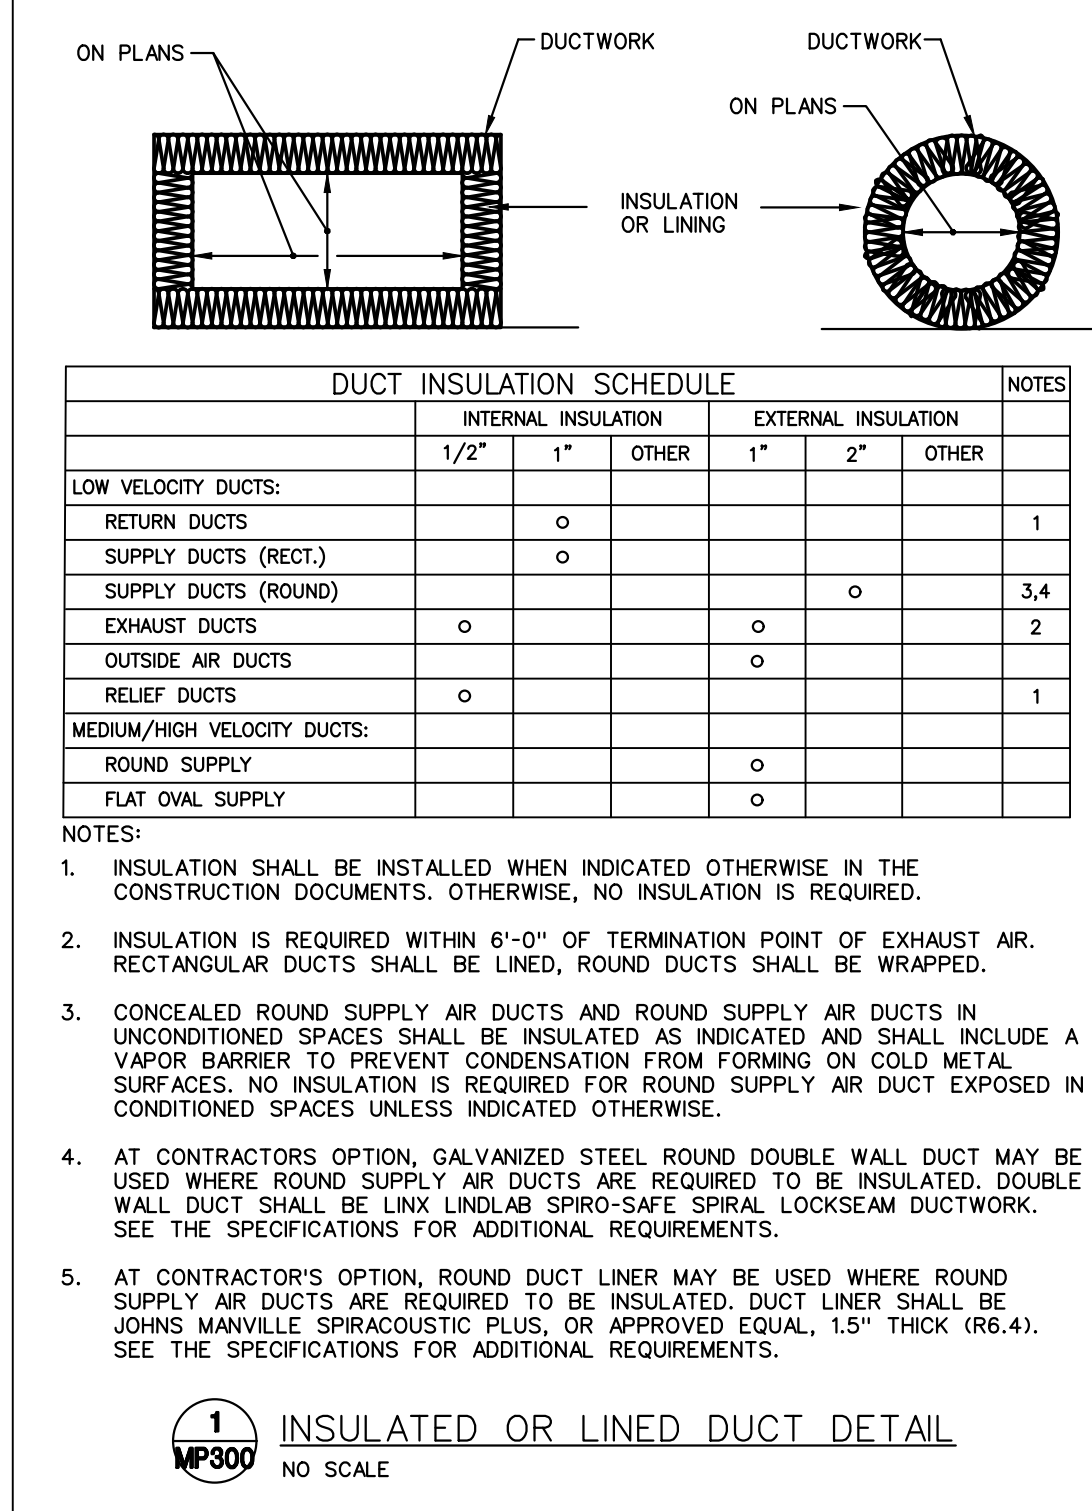 ON PLANS
DUCTWORK
DUCTWORK
ON PLANS
INSULATION
OR LINING
DUCT INSULATION SCHEDULE NOTES
INTERNAL INSULATION EXTERNAL INSULATION
1/2" 1" OTHER 1" 2" OTHER
LOW VELOCITY DUCTS:
RETURN DUCTS ○ 1
SUPPLY DUCTS (RECT.) ○
SUPPLY DUCTS (ROUND) ○ 3,4
EXHAUST DUCTS ○ ○ 2
OUTSIDE AIR DUCTS ○
RELIEF DUCTS ○ 1
MEDIUM/HIGH VELOCITY DUCTS:
ROUND SUPPLY ○
FLAT OVAL SUPPLY ○
NOTES:
1. INSULATION SHALL BE INSTALLED WHEN INDICATED OTHERWISE IN THE
CONSTRUCTION DOCUMENTS. OTHERWISE, NO INSULATION IS REQUIRED.
2. INSULATION IS REQUIRED WITHIN 6'-0" OF TERMINATION POINT OF EXHAUST AIR.
RECTANGULAR DUCTS SHALL BE LINED, ROUND DUCTS SHALL BE WRAPPED.
3. CONCEALED ROUND SUPPLY AIR DUCTS AND ROUND SUPPLY AIR DUCTS IN
UNCONDITIONED SPACES SHALL BE INSULATED AS INDICATED AND SHALL INCLUDE A
VAPOR BARRIER TO PREVENT CONDENSATION FROM FORMING ON COLD METAL
SURFACES. NO INSULATION IS REQUIRED FOR ROUND SUPPLY AIR DUCT EXPOSED IN
CONDITIONED SPACES UNLESS INDICATED OTHERWISE.
4. AT CONTRACTORS OPTION, GALVANIZED STEEL ROUND DOUBLE WALL DUCT MAY BE
USED WHERE ROUND SUPPLY AIR DUCTS ARE REQUIRED TO BE INSULATED. DOUBLE
WALL DUCT SHALL BE LINX LINDLAB SPIRO-SAFE SPIRAL LOCKSEAM DUCTWORK.
SEE THE SPECIFICATIONS FOR ADDITIONAL REQUIREMENTS.
5. AT CONTRACTOR'S OPTION, ROUND DUCT LINER MAY BE USED WHERE ROUND
SUPPLY AIR DUCTS ARE REQUIRED TO BE INSULATED. DUCT LINER SHALL BE
JOHNS MANVILLE SPIRACOUSTIC PLUS, OR APPROVED EQUAL, 1.5" THICK (R6.4).
SEE THE SPECIFICATIONS FOR ADDITIONAL REQUIREMENTS.
1
MP300
INSULATED OR LINED DUCT DETAIL
NO SCALE